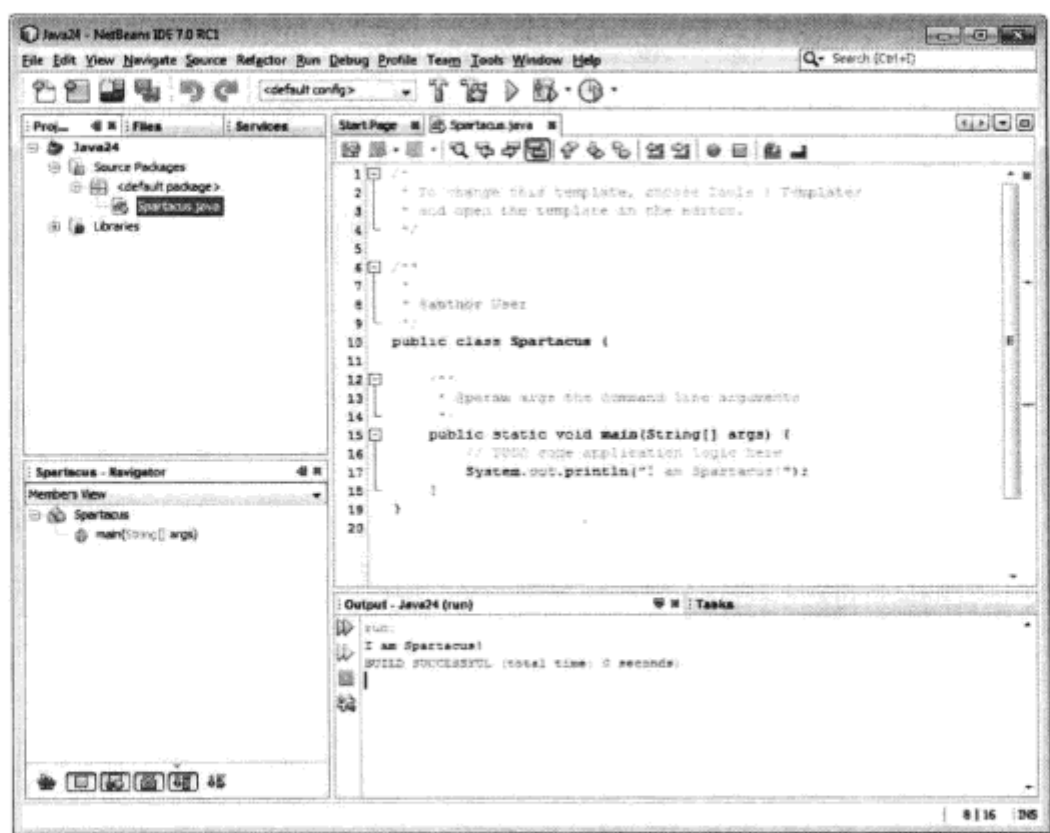 Java24 - NetBeans IDE 7.0 RC1
File Edit View Navigate Source Refactor Run Debug Profile Team Tools Window Help
Search (Ctrl+I)
<default config>
Proj...
Files
Services
Java24
Source Packages
<default package>
Spartacus.java
Libraries
Start Page
Spartacus.java
1 /*
2 * To change this template, choose Tools | Templates
3 * and open the template in the editor.
4 */
5
6 /**
7 *
8 * @author User
9 */
10 public class Spartacus {
11
12 /**
13 * @param args the command line arguments
14 */
15 public static void main(String[] args) {
16 // TODO code application logic here
17 System.out.println("I am Spartacus!");
18 }
19 }
20
Spartacus - Navigator
Members View
Spartacus
main(String[] args)
Output - Java24 (run)
Tasks
run:
I am Spartacus!
BUILD SUCCESSFUL (total time: 0 seconds)
8 | 16 INS